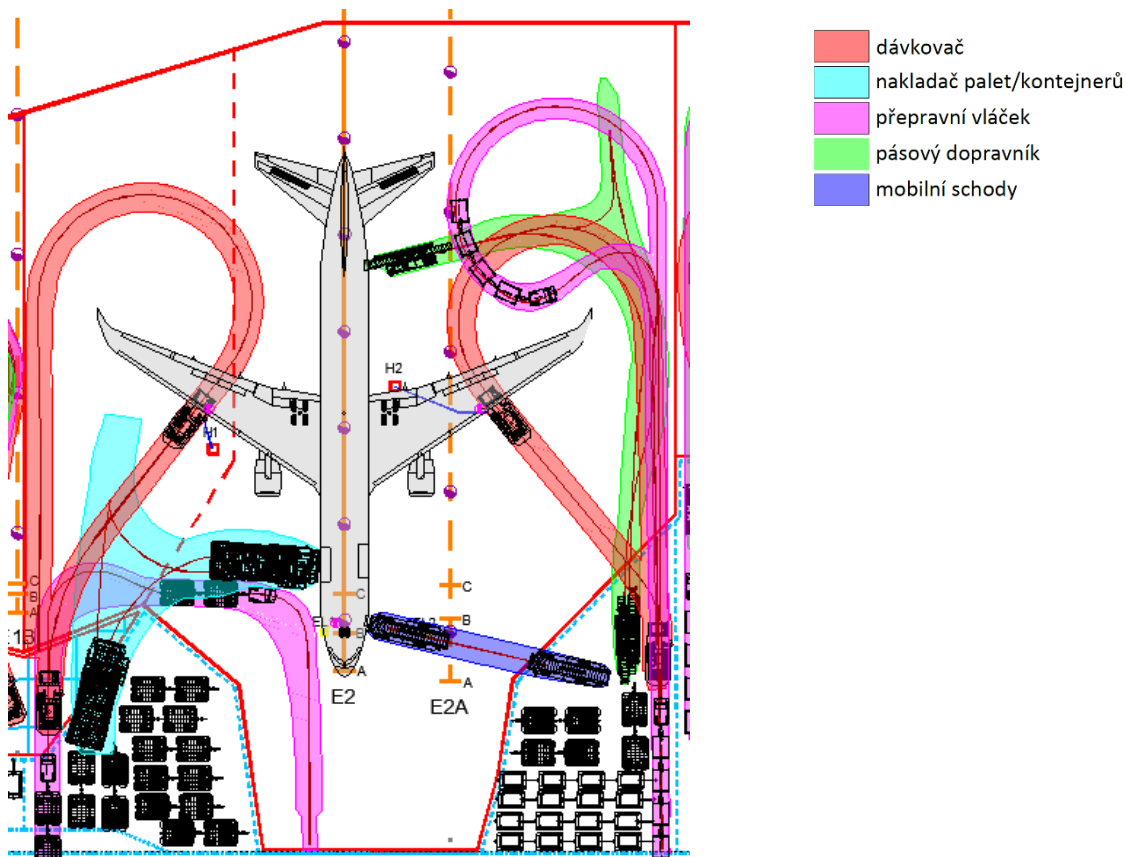 dávkovač
nakladač palet/kontejnerů
přepravní vláček
pásový dopravník
mobilní schody
H2
H1
C
B
A
C
B
A
C
B
A
E2
E2A